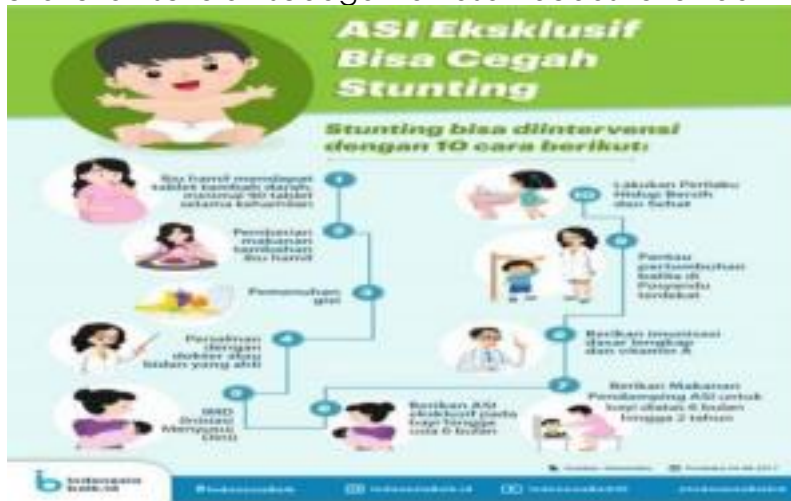 ASI Eksklusif
Bisa Cegah
Stunting
Stunting bisa diintervensi
dengan 10 cara berikut:
1
Ibu hamil mendapat
tablet tambah darah,
minimal 90 tablet
selama kehamilan
2
Pemberian
makanan
tambahan
ibu hamil
3
Pemenuhan
gizi
4
Persalinan
dengan
dokter atau
bidan yang ahli
5
IMD
(Inisiasi
Menyusui
Dini)
6
Berikan ASI
eksklusif pada
bayi hingga
usia 6 bulan
7
Berikan Makanan
Pendamping ASI untuk
bayi diatas 6 bulan
hingga 2 tahun
8
Berikan imunisasi
dasar lengkap
dan vitamin A
9
Pantau
pertumbuhan
balita di
Posyandu
terdekat
10
Lakukan Perilaku
Hidup Bersih
dan Sehat
indonesia
baik.id